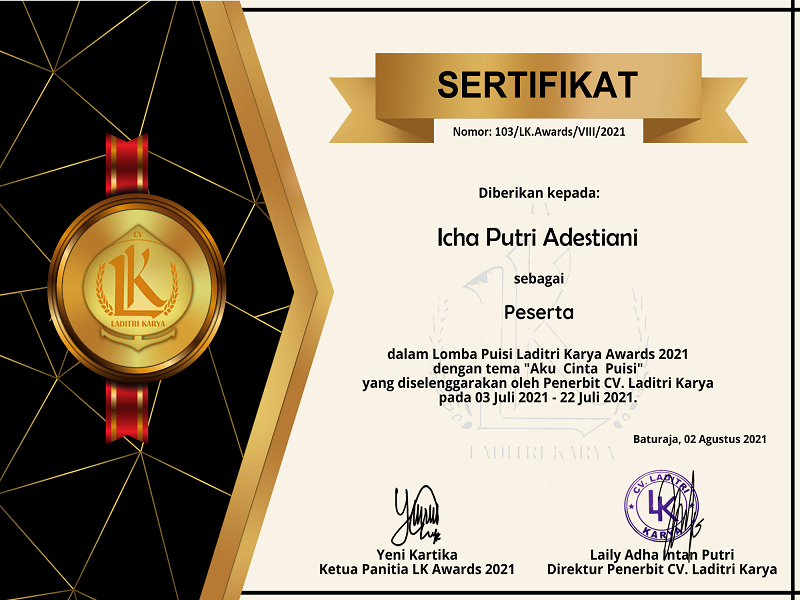 SERTIFIKAT
Nomor: 103/LK.Awards/VIII/2021
Diberikan kepada:
Icha Putri Adestiani
sebagai
Peserta
dalam Lomba Puisi Laditri Karya Awards 2021
dengan tema "Aku Cinta Puisi"
yang diselenggarakan oleh Penerbit CV. Laditri Karya
pada 03 Juli 2021 - 22 Juli 2021.
LADITRI KARYA
Baturaja, 02 Agustus 2021
CV
LK
LADITRI KARYA
CV. LADITRI
LK
KARYA
Yeni Kartika
Ketua Panitia LK Awards 2021
Laily Adha Intan Putri
Direktur Penerbit CV. Laditri Karya